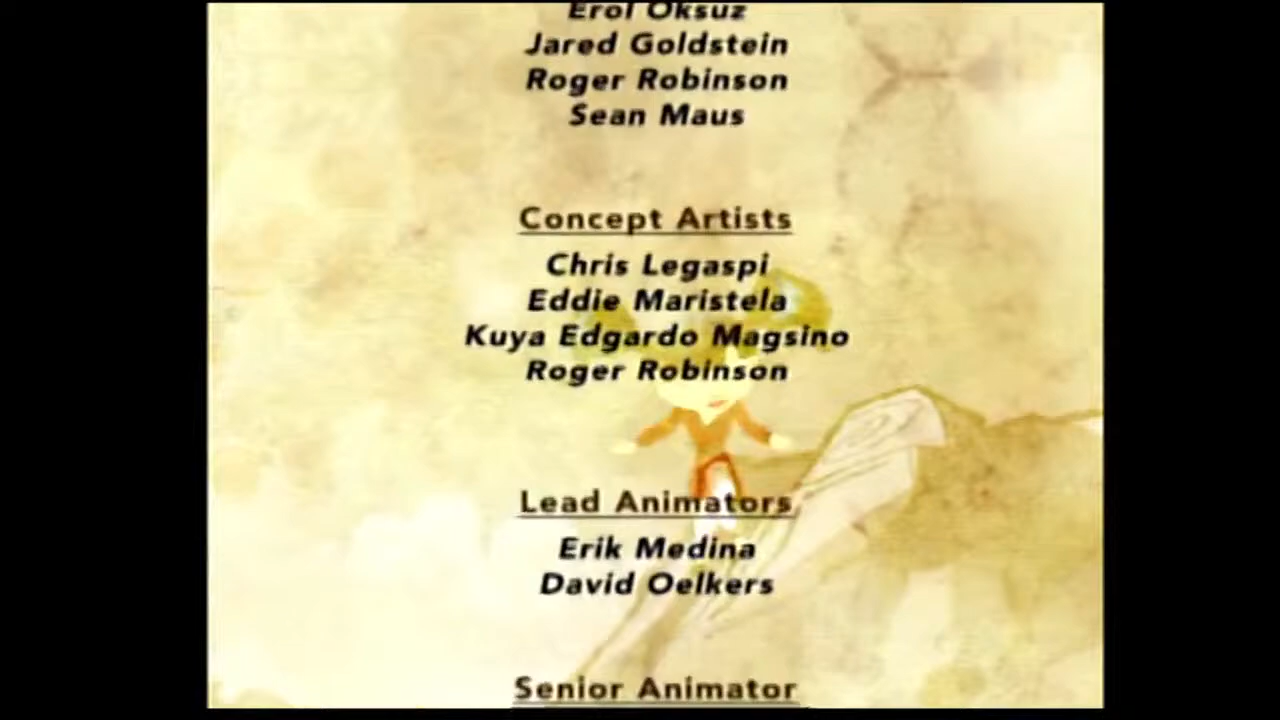 Erol Oksuz
Jared Goldstein
Roger Robinson
Sean Maus
Concept Artists
Chris Legaspi
Eddie Maristela
Kuya Edgardo Magsino
Roger Robinson
Lead Animators
Erik Medina
David Oelkers
Senior Animator